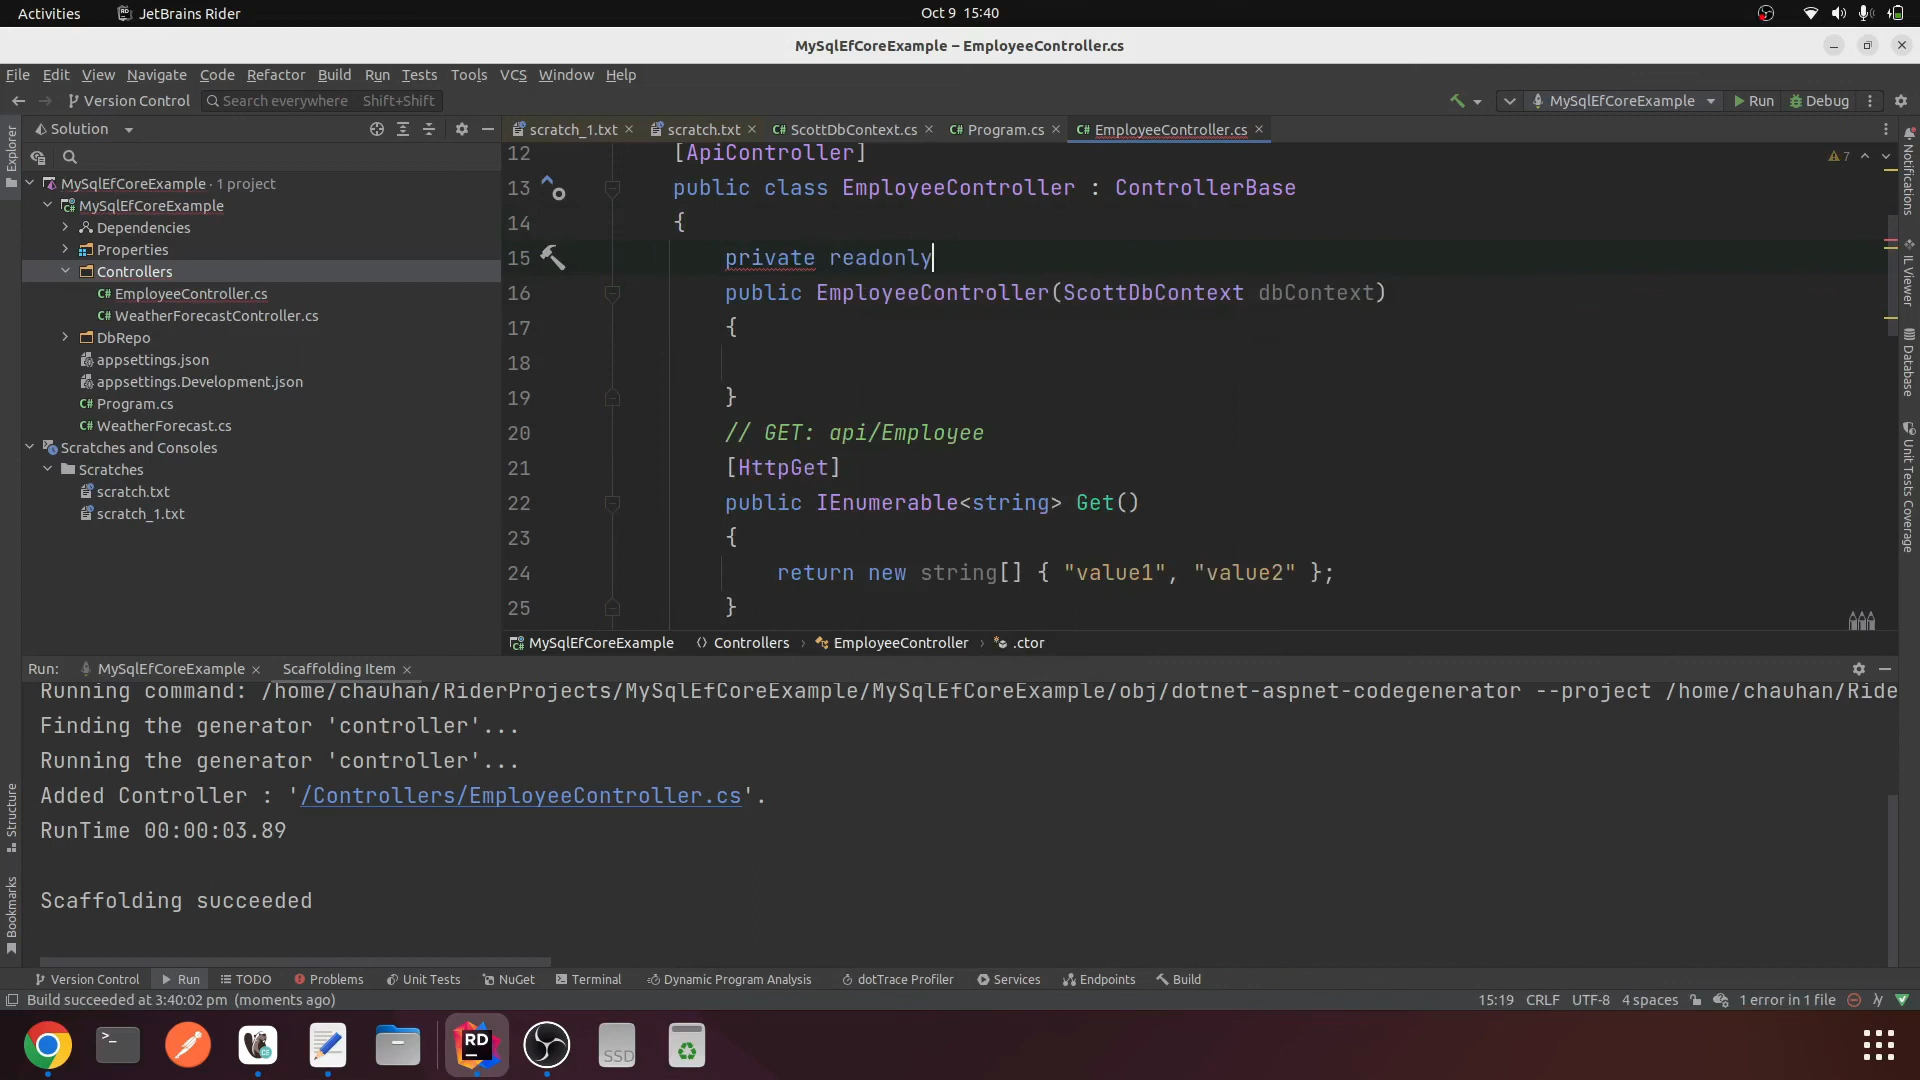 Activities JetBrains Rider Oct 9 15:40
MySqlEfCoreExample – EmployeeController.cs
File Edit View Navigate Code Refactor Build Run Tests Tools VCS Window Help
Version Control Search everywhere Shift+Shift MySqlEfCoreExample Run Debug
Explorer
Solution
MySqlEfCoreExample · 1 project
MySqlEfCoreExample
Dependencies
Properties
Controllers
EmployeeController.cs
WeatherForecastController.cs
DbRepo
appsettings.json
appsettings.Development.json
Program.cs
WeatherForecast.cs
Scratches and Consoles
Scratches
scratch.txt
scratch_1.txt
scratch_1.txt scratch.txt ScottDbContext.cs Program.cs EmployeeController.cs
7
12 [ApiController]
13 public class EmployeeController : ControllerBase
14 {
15 private readonly
16 public EmployeeController(ScottDbContext dbContext)
17 {
18
19 }
20 // GET: api/Employee
21 [HttpGet]
22 public IEnumerable<string> Get()
23 {
24 return new string[] { "value1", "value2" };
25 }
MySqlEfCoreExample Controllers EmployeeController .ctor
Notifications
IL Viewer
Database
Unit Tests Coverage
Structure
Bookmarks
Run: MySqlEfCoreExample Scaffolding Item
Running command: /home/chauhan/RiderProjects/MySqlEfCoreExample/MySqlEfCoreExample/obj/dotnet-aspnet-codegenerator --project /home/chauhan/Ride
Finding the generator 'controller'...
Running the generator 'controller'...
Added Controller : '/Controllers/EmployeeController.cs'.
RunTime 00:00:03.89
Scaffolding succeeded
Version Control Run TODO Problems Unit Tests NuGet Terminal Dynamic Program Analysis dotTrace Profiler Services Endpoints Build
Build succeeded at 3:40:02 pm (moments ago) 15:19 CRLF UTF-8 4 spaces 1 error in 1 file
RD
SSD